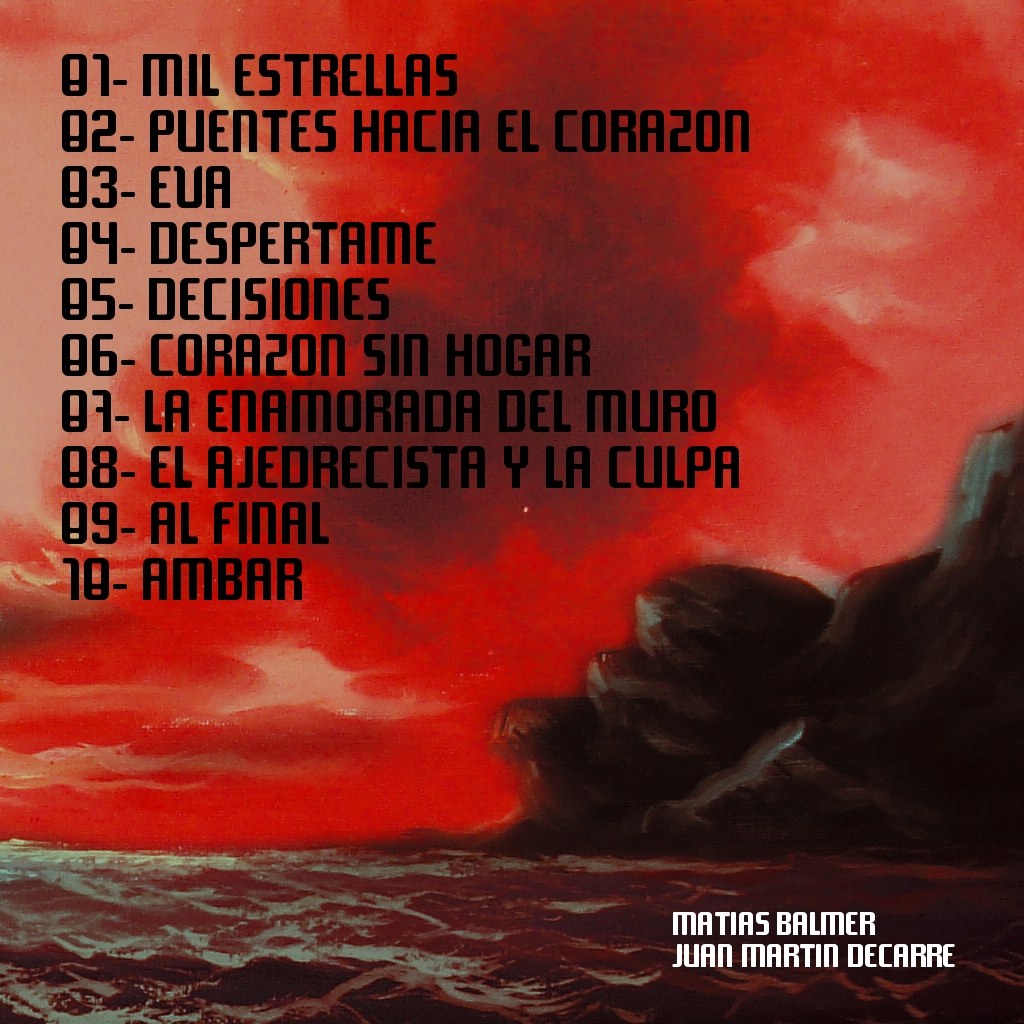 01- MIL ESTRELLAS
02- PUENTES HACIA EL CORAZON
03- EVA
04- DESPERTAME
05- DECISIONES
06- CORAZON SIN HOGAR
07- LA ENAMORADA DEL MURO
08- EL AJEDRECISTA Y LA CULPA
09- AL FINAL
10- AMBAR
MATIAS BALMER
JUAN MARTIN DECARRE